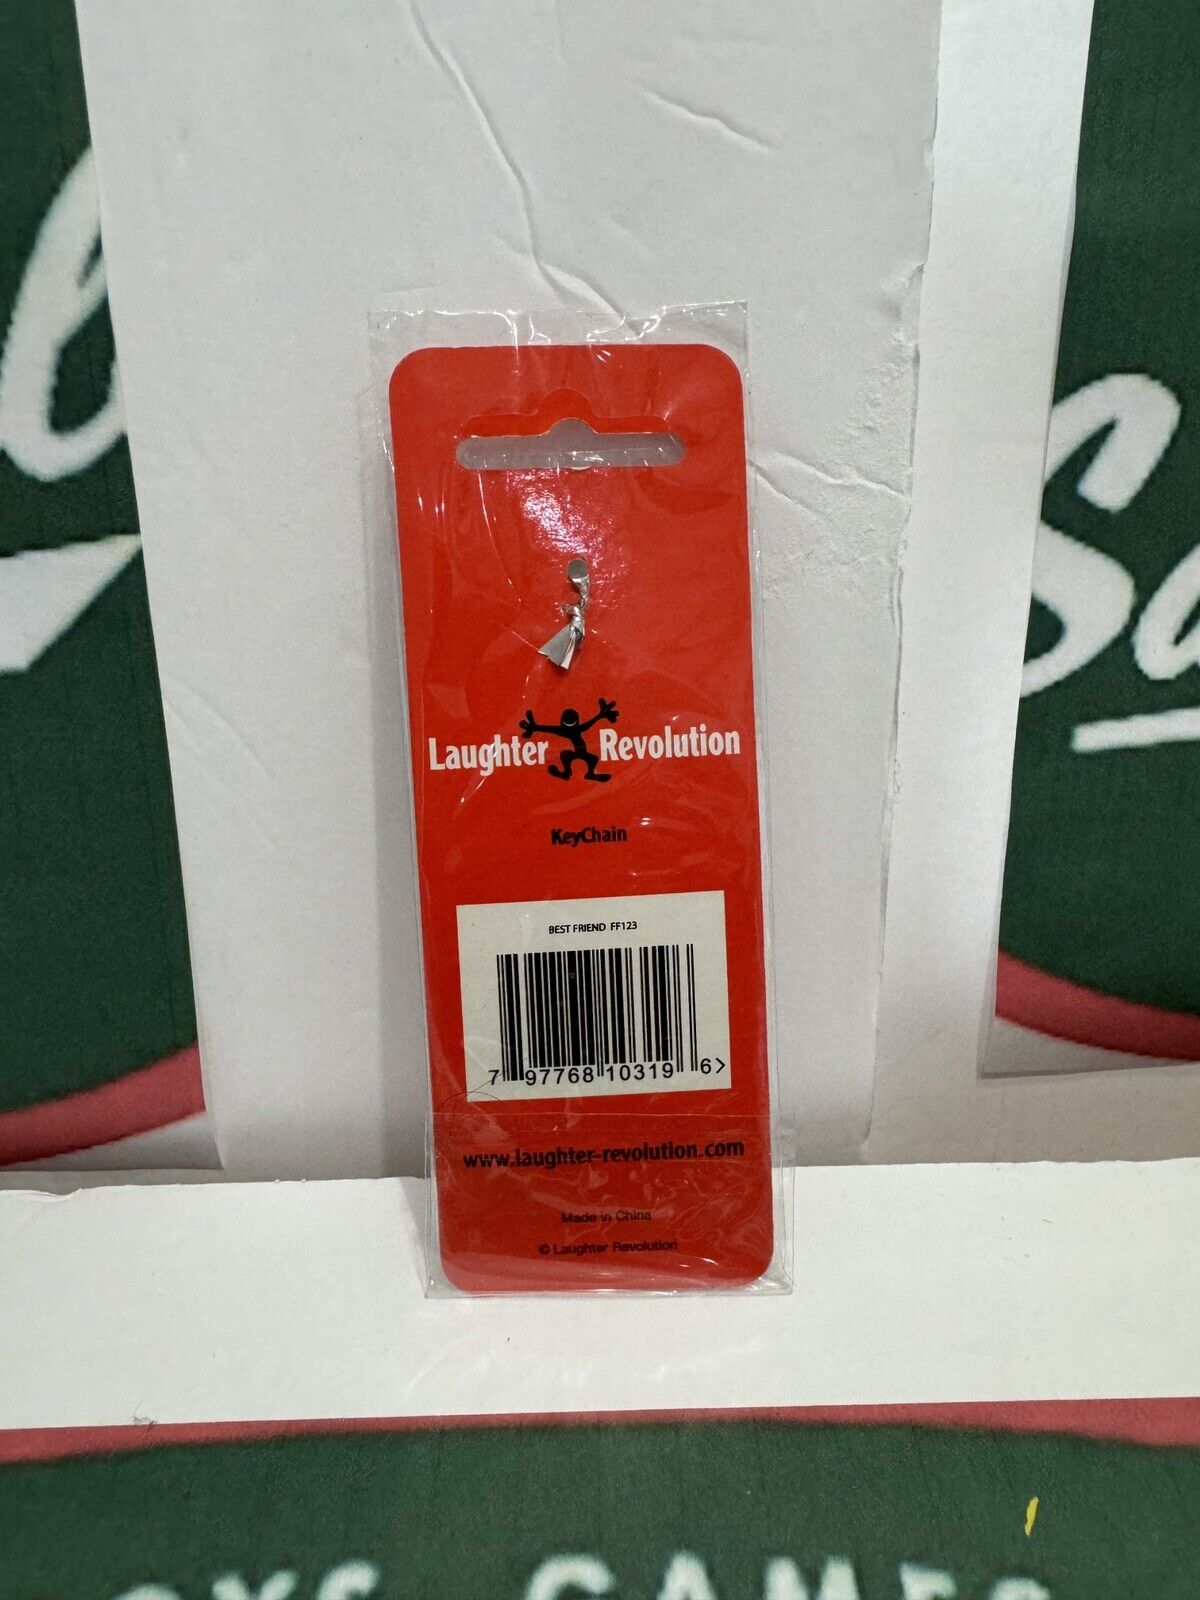 Laughter Revolution
KeyChain
BEST FRIEND FF123
7 97768 10319 6>
www.laughter-revolution.com
Made in China
© Laughter Revolution
GAMES